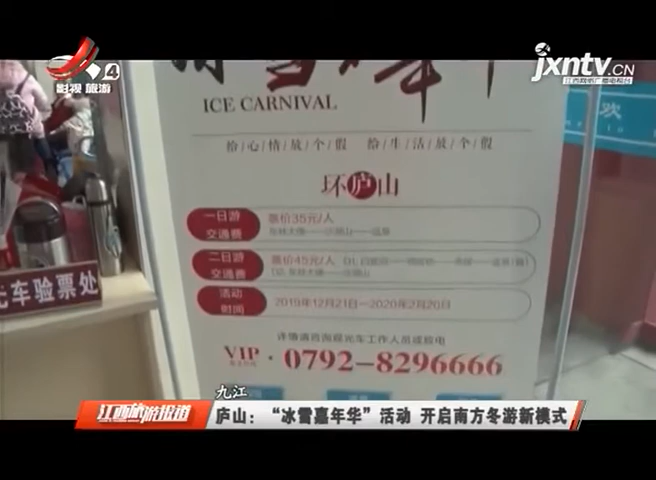 4
影视 旅游
jxntv.CN
江西网络广播电视台
ICE CARNIVAL
给/心/情/放/个/假 给/生/活/放/个/假
环庐山
一日游
交通费
票价35元/人
二日游
交通费
票价45元/人
活动
时间
2019年12月21日—2020年2月20日
详情请咨询观光车工作人员或致电
VIP · 0792-8296666
光车验票处
九江
江西旅游报道
庐山：“冰雪嘉年华”活动 开启南方冬游新模式